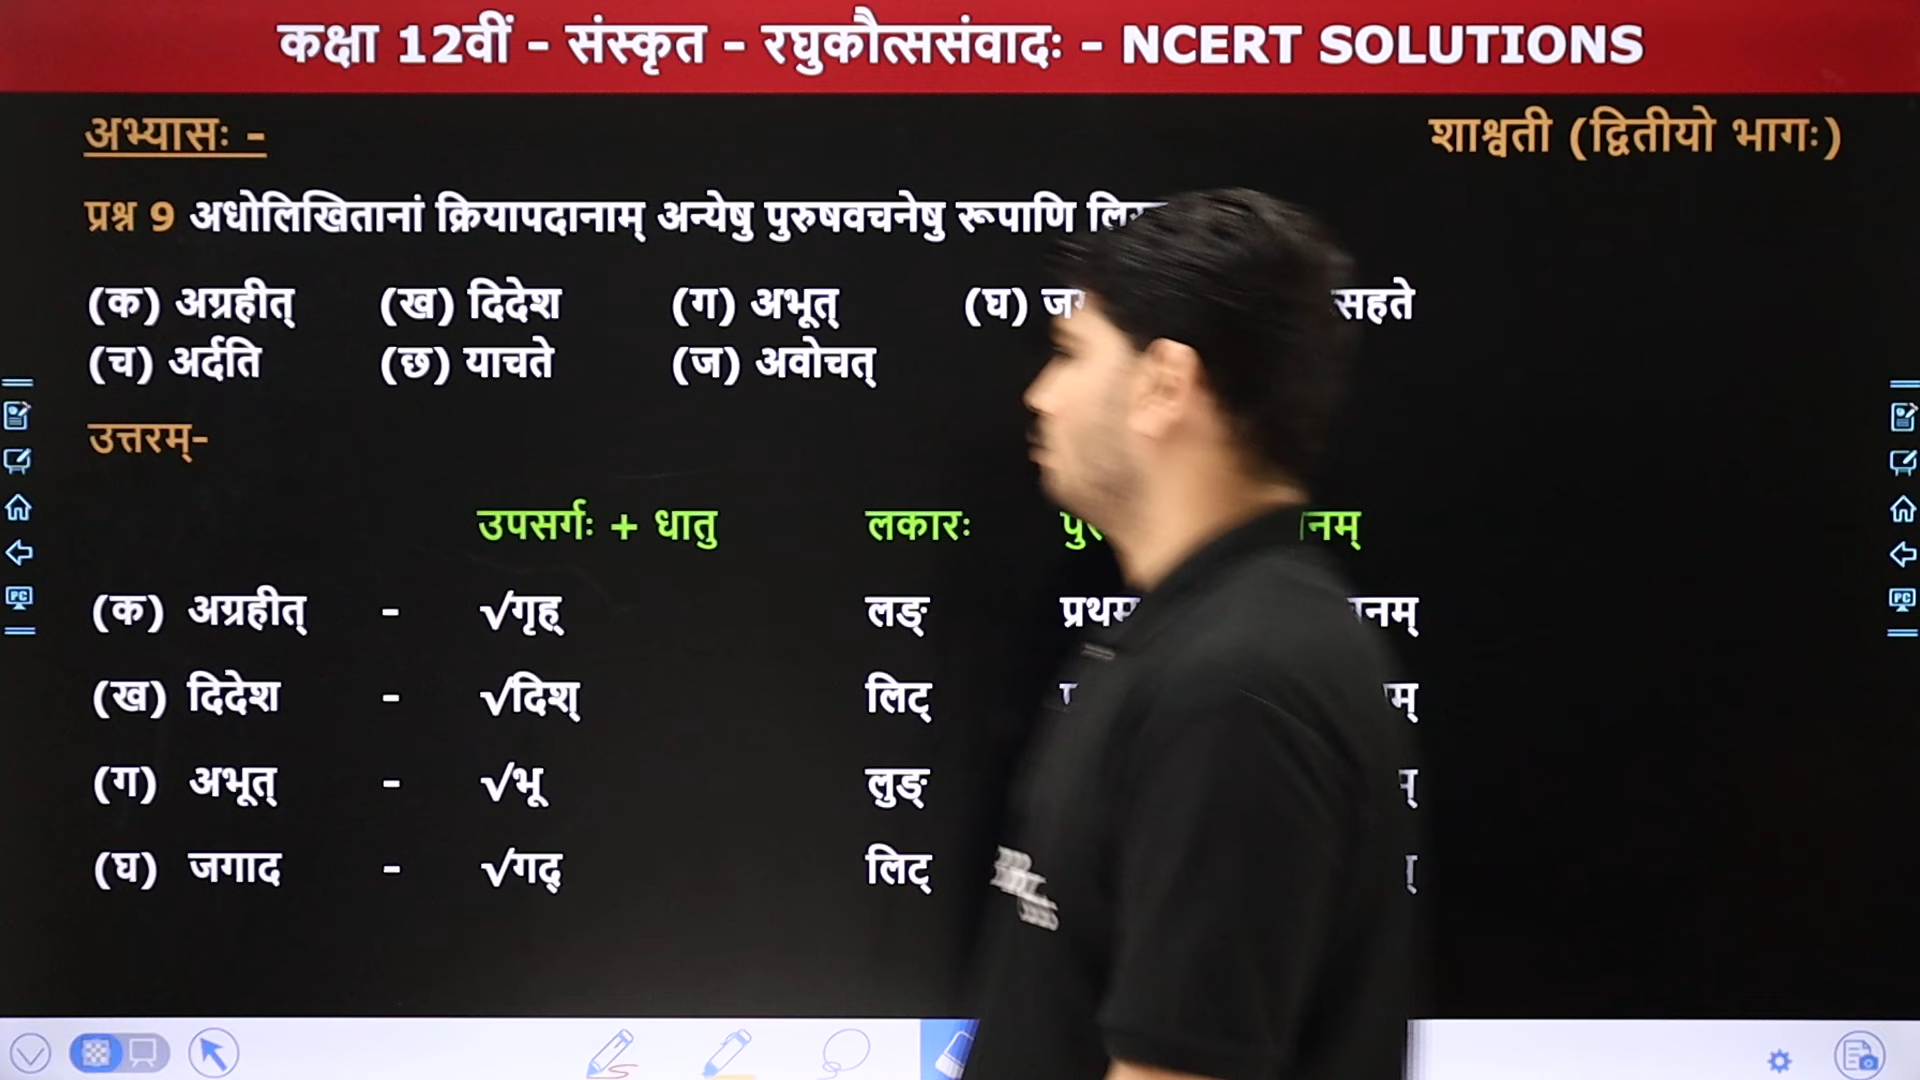 कक्षा 12वीं - संस्कृत - रघुकौत्ससंवादः - NCERT SOLUTIONS
अभ्यासः - शाश्वती (द्वितीयो भागः)
प्रश्न 9 अधोलिखितानां क्रियापदानाम् अन्येषु पुरुषवचनेषु रूपाणि
(क) अग्रहीत् (ख) दिदेश (ग) अभूत् (घ) सहते
(च) अर्दति (छ) याचते (ज) अवोचत्
उत्तरम्-
उपसर्गः + धातु लकारः
(क) अग्रहीत् - √गृह् लङ्
(ख) दिदेश - √दिश् लिट्
(ग) अभूत् - √भू लुङ्
(घ) जगाद - √गद् लिट्